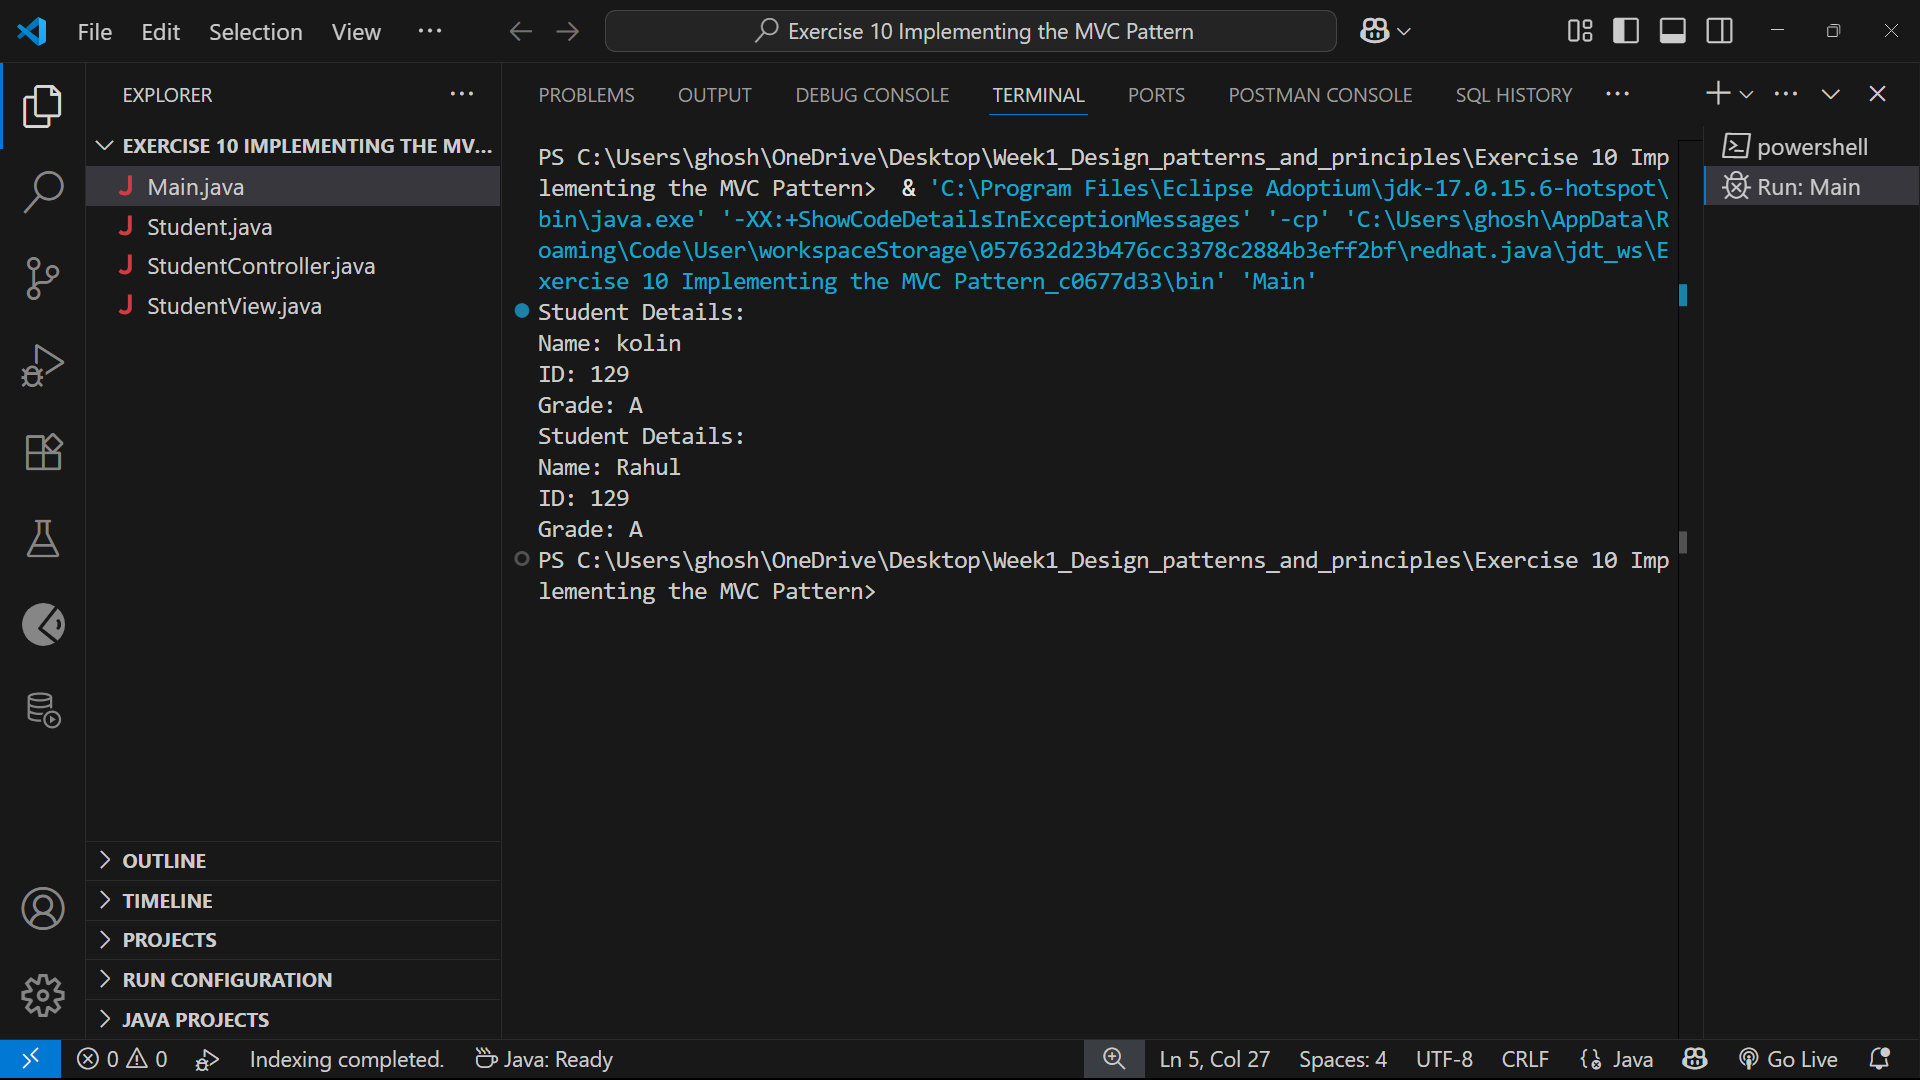 File Edit Selection View ··· Exercise 10 Implementing the MVC Pattern
EXPLORER ···
EXERCISE 10 IMPLEMENTING THE MV...
Main.java
Student.java
StudentController.java
StudentView.java
OUTLINE
TIMELINE
PROJECTS
RUN CONFIGURATION
JAVA PROJECTS
PROBLEMS OUTPUT DEBUG CONSOLE TERMINAL PORTS POSTMAN CONSOLE SQL HISTORY ···
PS C:\Users\ghosh\OneDrive\Desktop\Week1_Design_patterns_and_principles\Exercise 10 Imp
lementing the MVC Pattern>  & 'C:\Program Files\Eclipse Adoptium\jdk-17.0.15.6-hotspot\
bin\java.exe' '-XX:+ShowCodeDetailsInExceptionMessages' '-cp' 'C:\Users\ghosh\AppData\R
oaming\Code\User\workspaceStorage\057632d23b476cc3378c2884b3eff2bf\redhat.java\jdt_ws\E
xercise 10 Implementing the MVC Pattern_c0677d33\bin' 'Main'
Student Details:
Name: kolin
ID: 129
Grade: A
Student Details:
Name: Rahul
ID: 129
Grade: A
PS C:\Users\ghosh\OneDrive\Desktop\Week1_Design_patterns_and_principles\Exercise 10 Imp
lementing the MVC Pattern>
powershell
Run: Main
0 0 Indexing completed. Java: Ready Ln 5, Col 27 Spaces: 4 UTF-8 CRLF Java Go Live